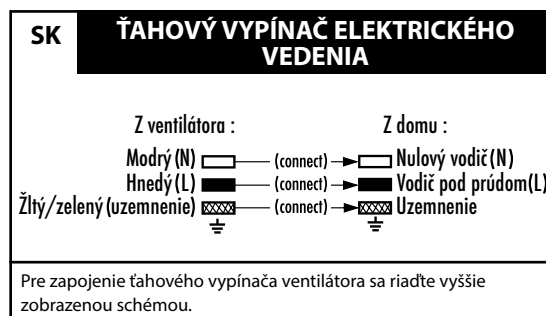 SK
ŤAHOVÝ VYPÍNAČ ELEKTRICKÉHO
VEDENIA
Z ventilátora : Z domu :
Modrý (N) (connect) Nulový vodič (N)
Hnedý (L) (connect) Vodič pod prúdom(L)
Žltý/zelený (uzemnenie) (connect) Uzemnenie
Pre zapojenie ťahového vypínača ventilátora sa riaďte vyššie
zobrazenou schémou.